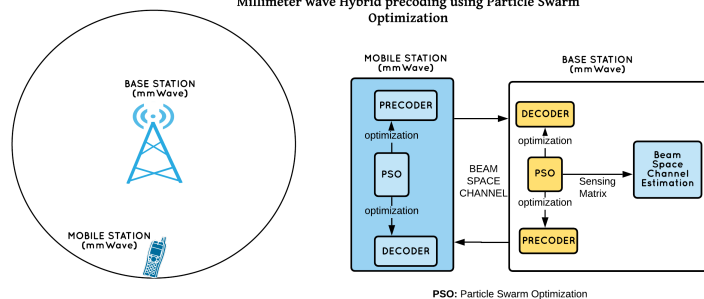 Millimeter wave Hybrid precoding using Particle Swarm
Optimization
BASE STATION
(mmWave)
MOBILE STATION
(mmWave)
MOBILE STATION
(mmWave)
PRECODER
optimization
PSO
optimization
DECODER
BEAM
SPACE
CHANNEL
BASE STATION
(mmWave)
DECODER
optimization
PSO
optimization
PRECODER
Sensing
Matrix
Beam
Space
Channel
Estimation
PSO: Particle Swarm Optimization